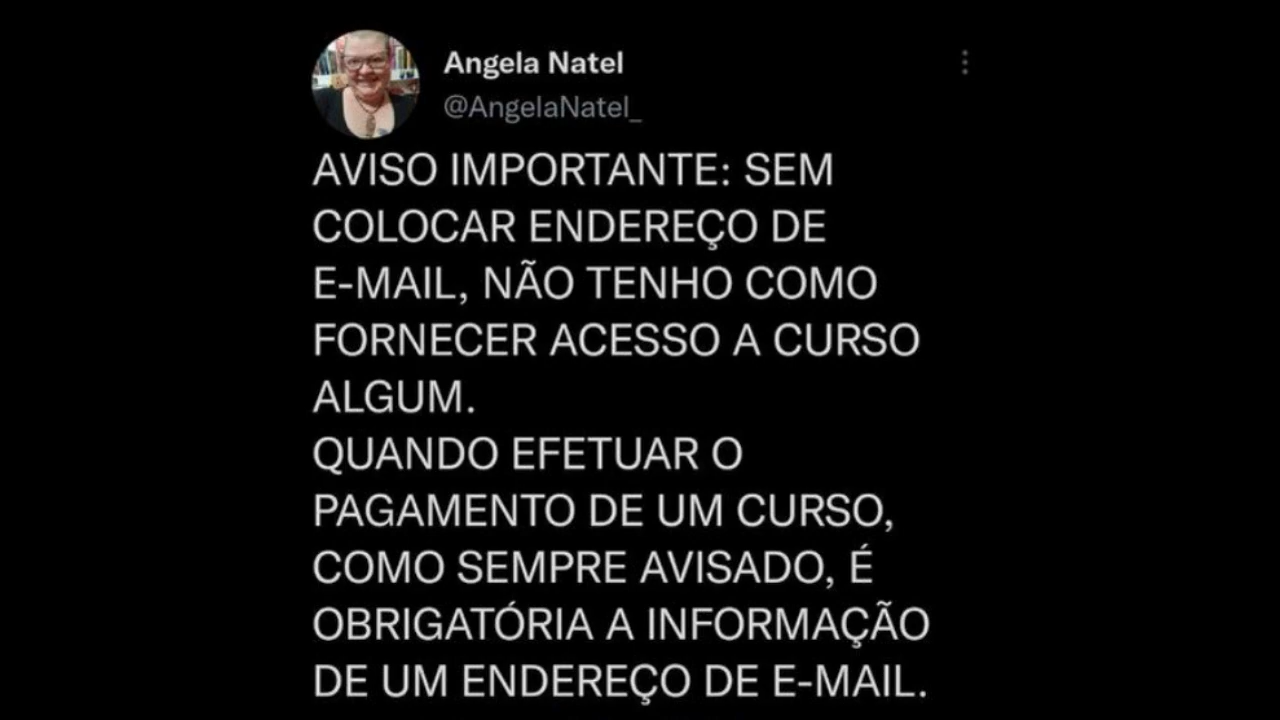 Angela Natel
@AngelaNatel_
AVISO IMPORTANTE: SEM
COLOCAR ENDEREÇO DE
E-MAIL, NÃO TENHO COMO
FORNECER ACESSO A CURSO
ALGUM.
QUANDO EFETUAR O
PAGAMENTO DE UM CURSO,
COMO SEMPRE AVISADO, É
OBRIGATÓRIA A INFORMAÇÃO
DE UM ENDEREÇO DE E-MAIL.